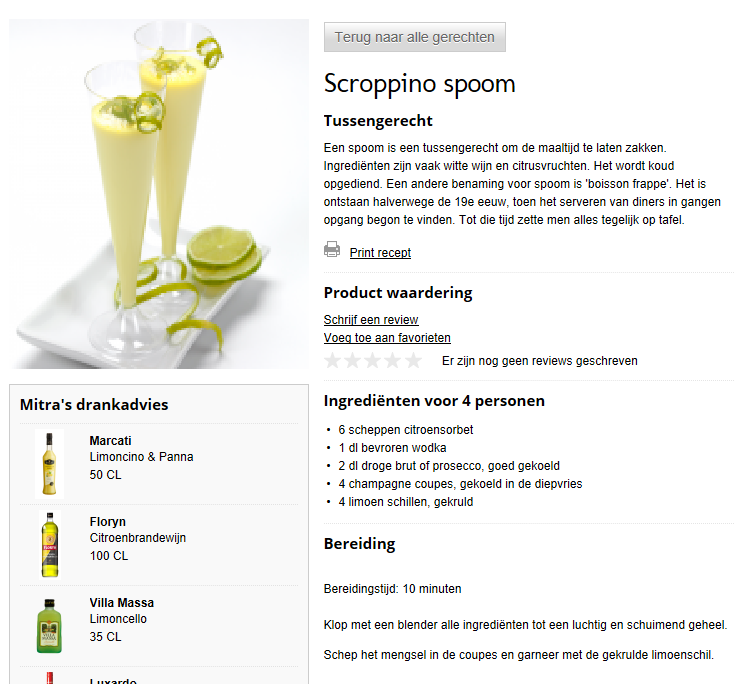 Terug naar alle gerechten
Scroppino spoom
Tussengerecht
Een spoom is een tussengerecht om de maaltijd te laten zakken.
Ingrediënten zijn vaak witte wijn en citrusvruchten. Het wordt koud
opgediend. Een andere benaming voor spoom is 'boisson frappe'. Het is
ontstaan halverwege de 19e eeuw, toen het serveren van diners in gangen
opgang begon te vinden. Tot die tijd zette men alles tegelijk op tafel.
Print recept
Product waardering
Schrijf een review
Voeg toe aan favorieten
Er zijn nog geen reviews geschreven
Ingrediënten voor 4 personen
• 6 scheppen citroensorbet
• 1 dl bevroren wodka
• 2 dl droge brut of prosecco, goed gekoeld
• 4 champagne coupes, gekoeld in de diepvries
• 4 limoen schillen, gekruld
Bereiding
Bereidingstijd: 10 minuten
Klop met een blender alle ingrediënten tot een luchtig en schuimend geheel.
Schep het mengsel in de coupes en garneer met de gekrulde limoenschil.
Mitra's drankadvies
Marcati
Limoncino & Panna
50 CL
Floryn
Citroenbrandewijn
100 CL
Villa Massa
Limoncello
35 CL
Luxardo